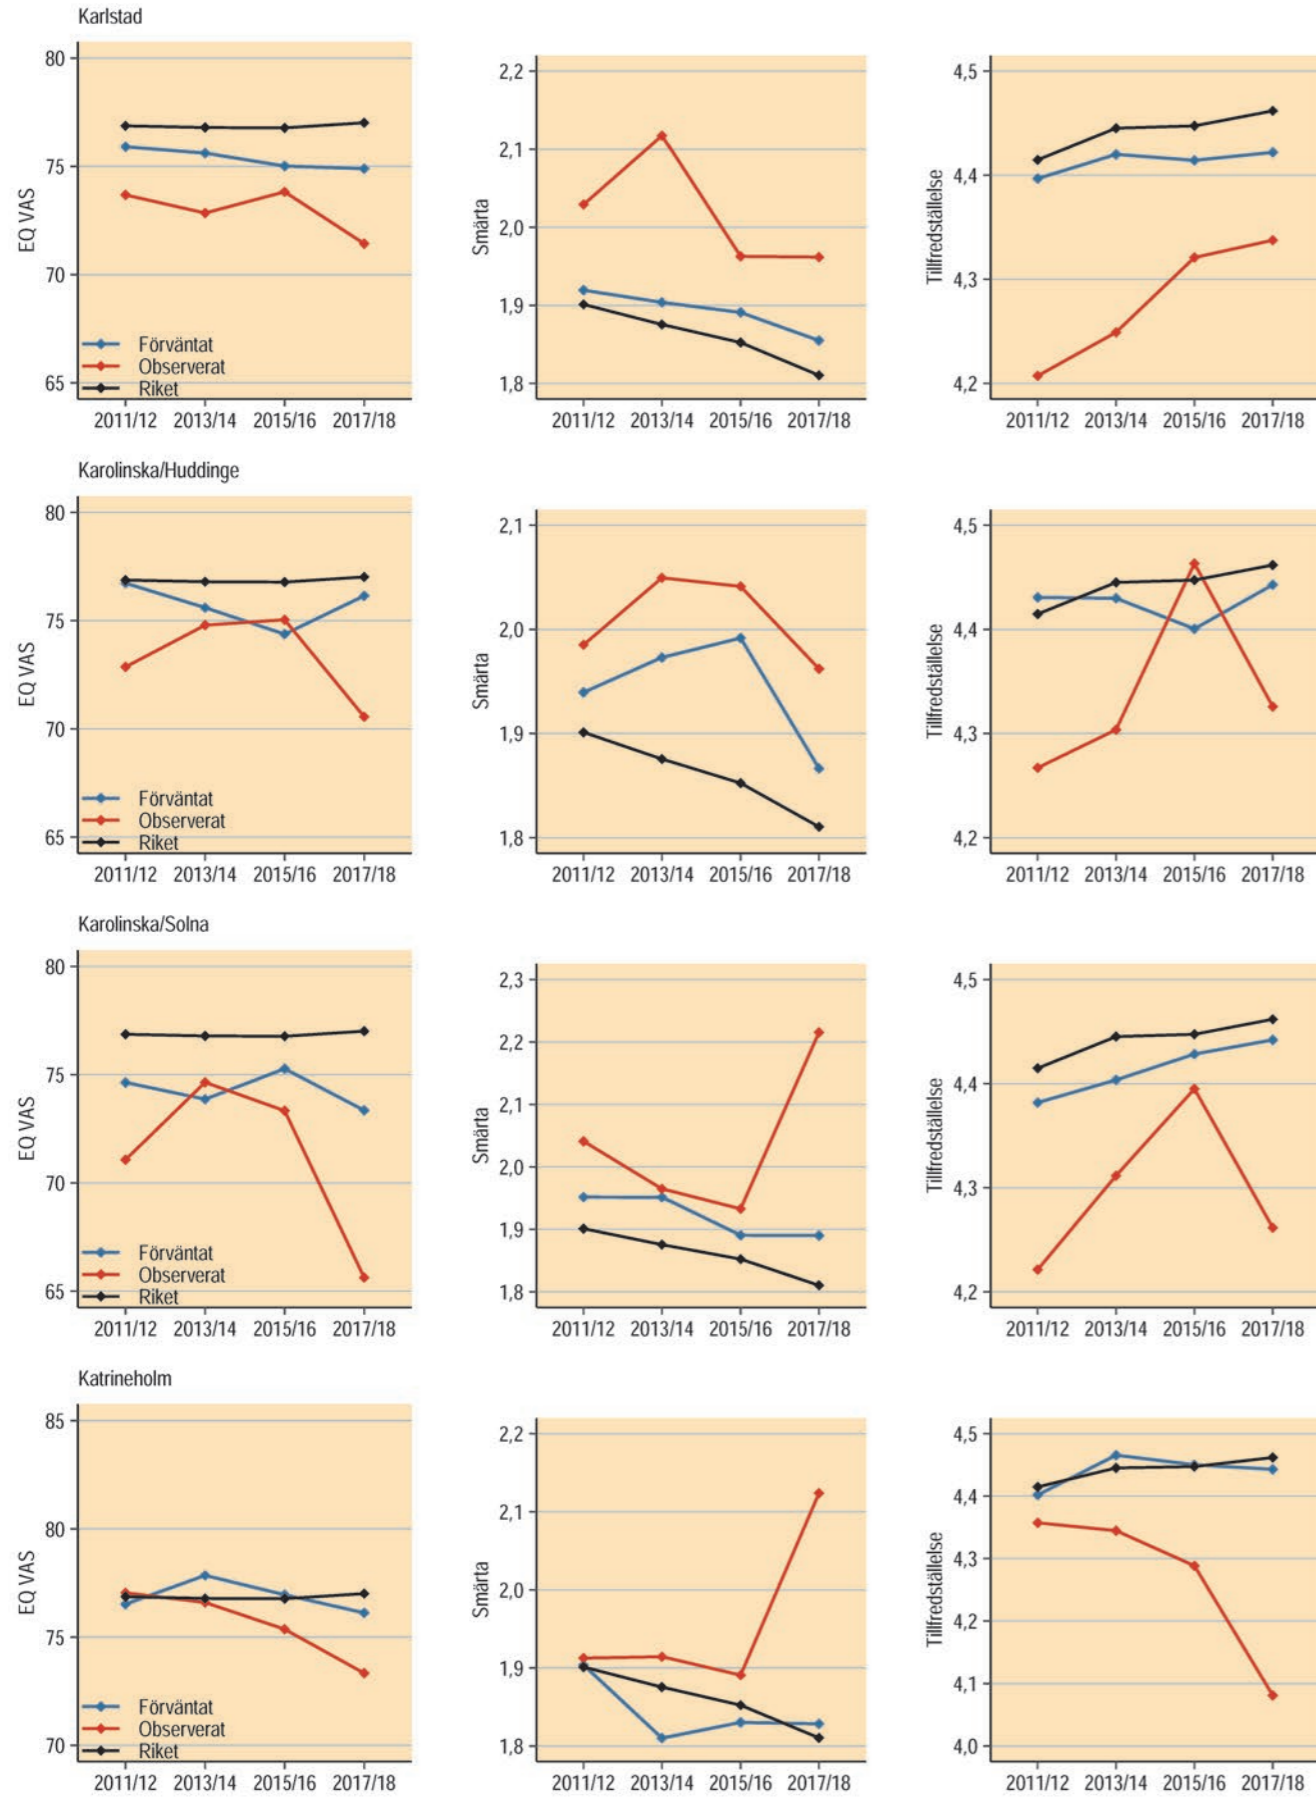 Karlstad
80
75
70
65
EQ VAS
Förväntat
Observerat
Riket
2011/12 2013/14 2015/16 2017/18
2,2
2,1
2,0
1,9
1,8
Smärta
2011/12 2013/14 2015/16 2017/18
4,5
4,4
4,3
4,2
Tillfredställelse
2011/12 2013/14 2015/16 2017/18
Karolinska/Huddinge
80
75
70
65
EQ VAS
Förväntat
Observerat
Riket
2011/12 2013/14 2015/16 2017/18
2,1
2,0
1,9
1,8
Smärta
2011/12 2013/14 2015/16 2017/18
4,5
4,4
4,3
4,2
Tillfredställelse
2011/12 2013/14 2015/16 2017/18
Karolinska/Solna
80
75
70
65
EQ VAS
Förväntat
Observerat
Riket
2011/12 2013/14 2015/16 2017/18
2,3
2,2
2,1
2,0
1,9
1,8
Smärta
2011/12 2013/14 2015/16 2017/18
4,5
4,4
4,3
4,2
Tillfredställelse
2011/12 2013/14 2015/16 2017/18
Katrineholm
85
80
75
70
EQ VAS
Förväntat
Observerat
Riket
2011/12 2013/14 2015/16 2017/18
2,2
2,1
2,0
1,9
1,8
Smärta
2011/12 2013/14 2015/16 2017/18
4,5
4,4
4,3
4,2
4,1
4,0
Tillfredställelse
2011/12 2013/14 2015/16 2017/18